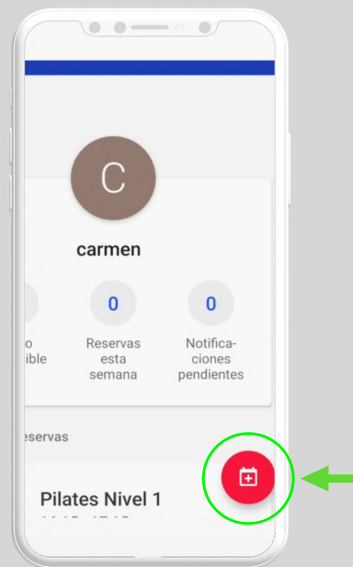 C
carmen
0
0
Reservas
Notifica-
esta
ciones
semana
pendientes
Pilates Nivel 1